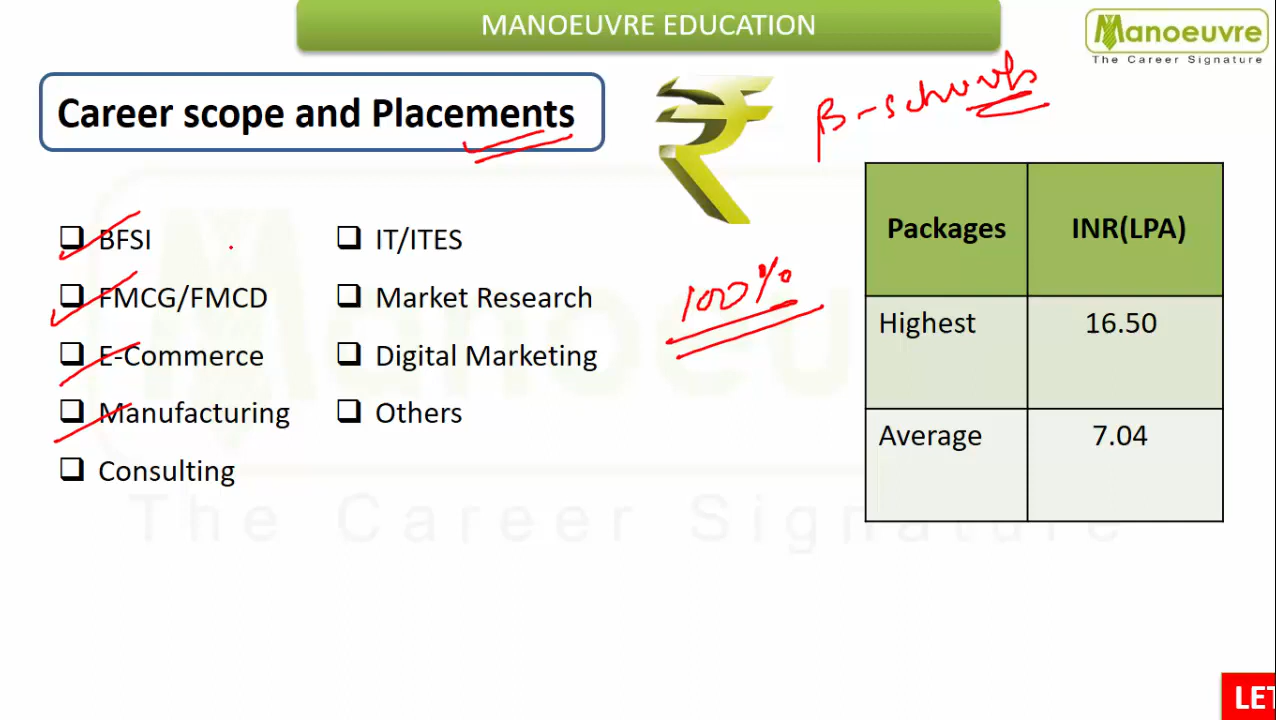 MANOEUVRE EDUCATION
Manoeuvre
The Career Signature
Career scope and Placements
B-schools
BFSI
FMCG/FMCD
E-Commerce
Manufacturing
Consulting
IT/ITES
Market Research
Digital Marketing
Others
100%
Packages INR(LPA)
Highest 16.50
Average 7.04
Manoeuvre
The Career Signature
LET